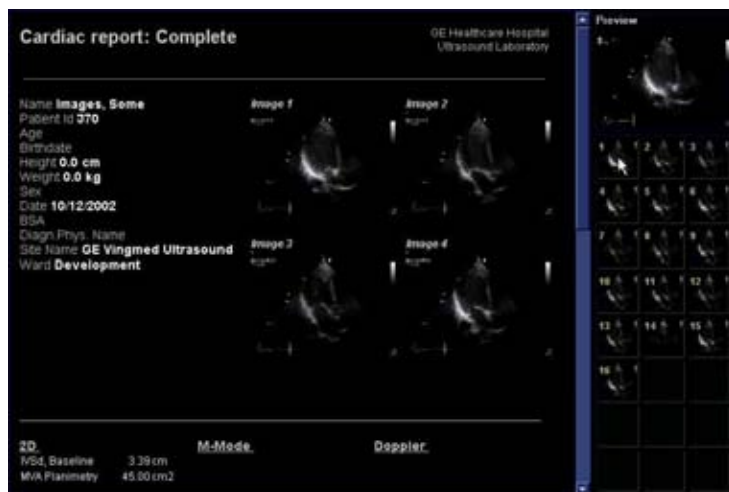 Cardiac report: Complete
GE Healthcare Hospital
Ultrasound Laboratory
Name Images, Some
Patient Id 370
Age
Birthdate
Height 0.0 cm
Weight 0.0 kg
Sex
Date 10/12/2002
BSA
Diagn.Phys. Name
Site Name GE Vingmed Ultrasound
Ward Development
Image 1
Image 2
Image 3
Image 4
2D
IVSd, Baseline 3.39 cm
MVA Planimetry 45.00 cm2
M-Mode
Doppler
Preview
1
1 2 3
4 5 6
7 8 9
10 11 12
13 14 15
16